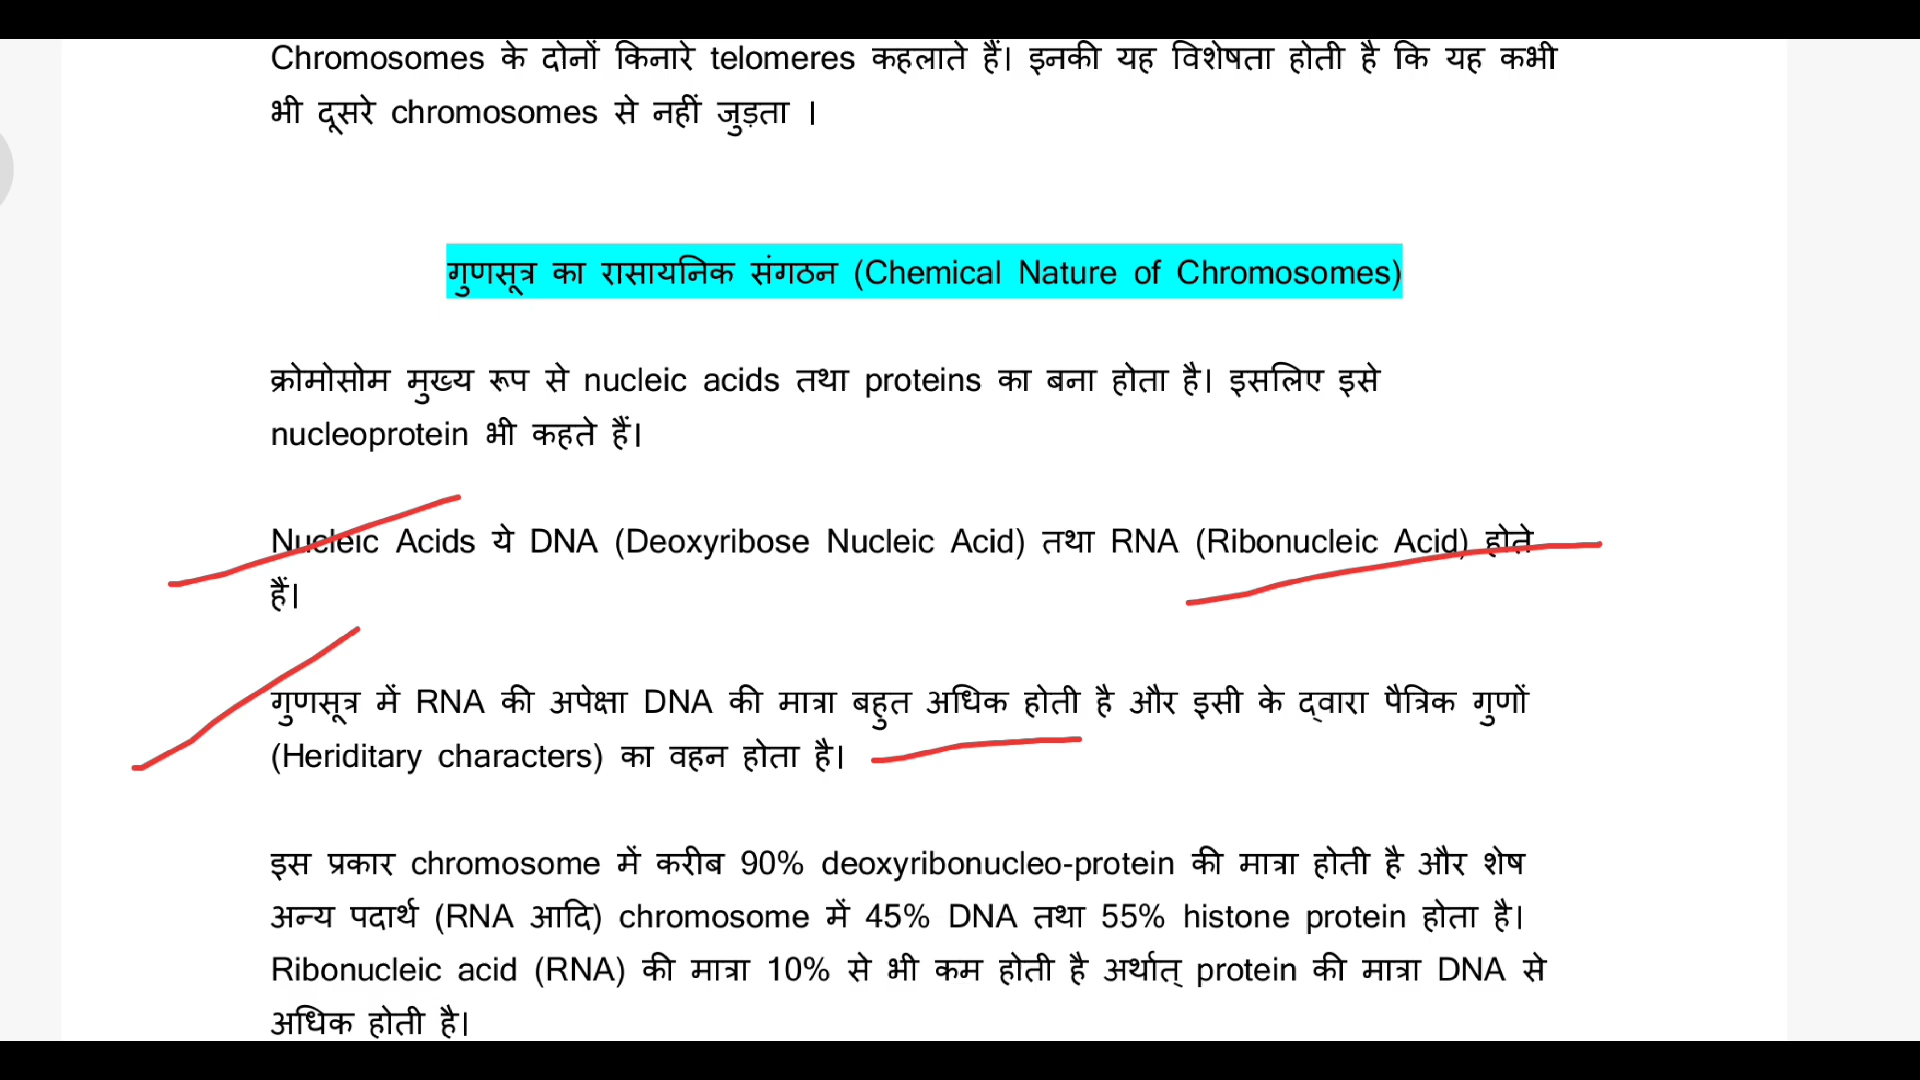 Chromosomes के दोनों किनारे telomeres कहलाते हैं। इनकी यह विशेषता होती है कि यह कभी
भी दूसरे chromosomes से नहीं जुड़ता ।
गुणसूत्र का रासायनिक संगठन (Chemical Nature of Chromosomes)
क्रोमोसोम मुख्य रूप से nucleic acids तथा proteins का बना होता है। इसलिए इसे
nucleoprotein भी कहते हैं।
Nucleic Acids ये DNA (Deoxyribose Nucleic Acid) तथा RNA (Ribonucleic Acid) होते
हैं।
गुणसूत्र में RNA की अपेक्षा DNA की मात्रा बहुत अधिक होती है और इसी के द्वारा पैत्रिक गुणों
(Heriditary characters) का वहन होता है।
इस प्रकार chromosome में करीब 90% deoxyribonucleo-protein की मात्रा होती है और शेष
अन्य पदार्थ (RNA आदि) chromosome में 45% DNA तथा 55% histone protein होता है।
Ribonucleic acid (RNA) की मात्रा 10% से भी कम होती है अर्थात् protein की मात्रा DNA से
अधिक होती है।